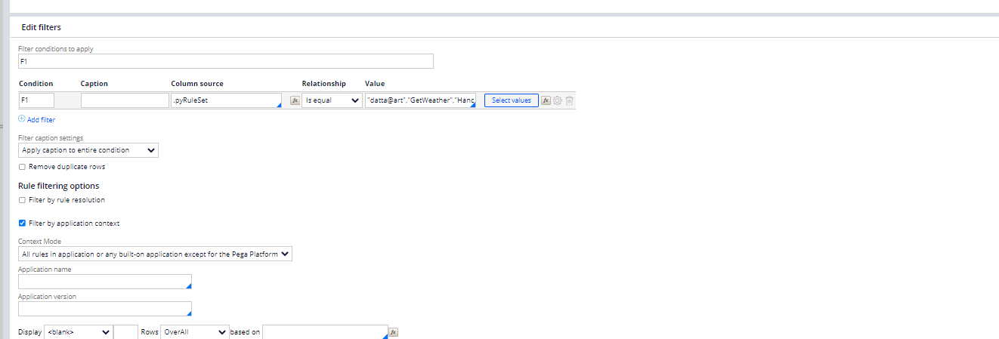 Edit filters
Filter conditions to apply
F1
Condition Caption Column source Relationship Value
F1 .pyRuleSet fx Is equal "datta@art","GetWeather","Hanc Select values fx
Add filter
Filter caption settings
Apply caption to entire condition
Remove duplicate rows
Rule filtering options
Filter by rule resolution
Filter by application context
Context Mode
All rules in application or any built-on application except for the Pega Platform
Application name
Application version
Display <blank> Rows OverAll based on fx